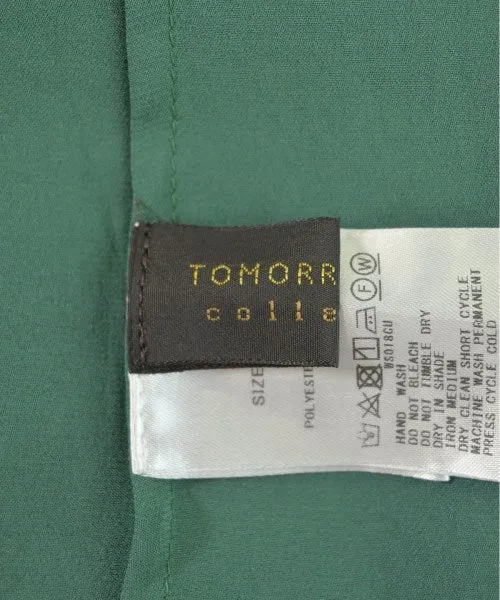 TOMORR
colle
SIZE
POLYESTE
WS018GU
HAND WASH
DO NOT BLEACH
DO NOT TUMBLE DRY
DRY IN SHADE
IRON MEDIUM
DRY CLEAN SHORT CYCLE
MACHINE WASH PERMANENT
PRESS CYCLE COLD